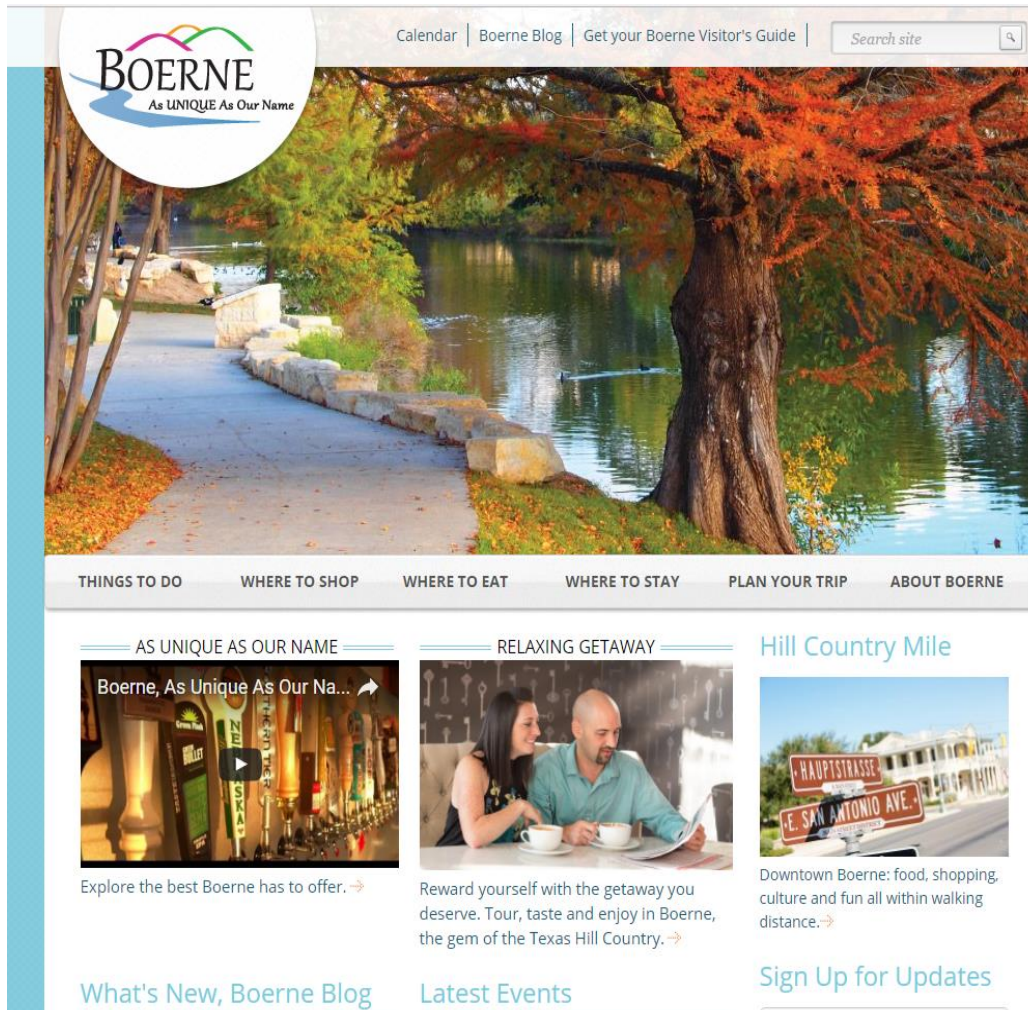 Calendar
Boerne Blog
Get your Boerne Visitor's Guide
Search site
BOERNE
As UNIQUE As Our Name
THINGS TO DO
WHERE TO SHOP
WHERE TO EAT
WHERE TO STAY
PLAN YOUR TRIP
ABOUT BOERNE
AS UNIQUE AS OUR NAME
Boerne, As Unique As Our Na...
Green Flash
Explore the best Boerne has to offer.
RELAXING GETAWAY
Reward yourself with the getaway you
deserve. Tour, taste and enjoy in Boerne,
the gem of the Texas Hill Country.
Hill Country Mile
HAUPTSTRASSE
E. SAN ANTONIO AVE.
Downtown Boerne: food, shopping,
culture and fun all within walking
distance.
What's New, Boerne Blog
Latest Events
Sign Up for Updates